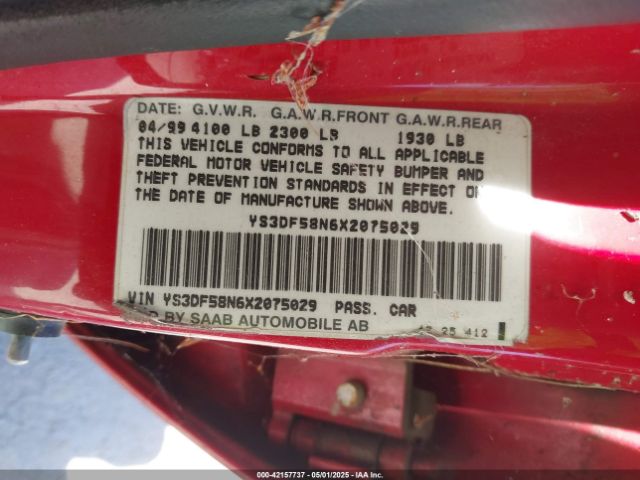 DATE: G.V.W.R. G.A.W.R.FRONT G.A.W.R.REAR
04/99 4100 LB 2300 LB 1930 LB
THIS VEHICLE CONFORMS TO ALL APPLICABLE
FEDERAL MOTOR VEHICLE SAFETY BUMPER AND
THEFT PREVENTION STANDARDS IN EFFECT ON
THE DATE OF MANUFACTURE SHOWN ABOVE.
YS3DF58N6X2075029
VIN YS3DF58N6X2075029 PASS. CAR
BY SAAB AUTOMOBILE AB
25 412
000-42157737 - 05/01/2025 - IAA, Inc.